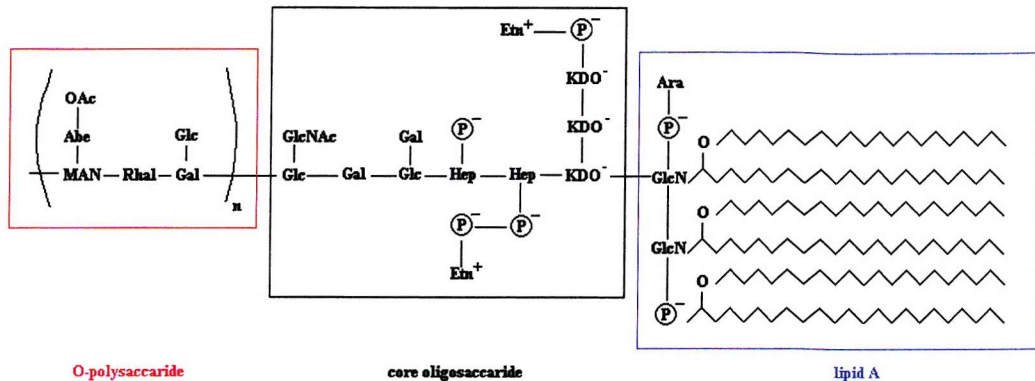 Etn⁺ P⁻
KDO⁻
Ara
OAc
KDO⁻
P⁻
O
Abe Glc GlcNAc Gal P⁻
MAN Rhal Gal Glc Gal Glc Hep Hep KDO⁻ GlcN
n
O
P⁻ P⁻
GlcN
Etn⁺
O
P⁻
O-polysaccaride core oligosaccaride lipid A